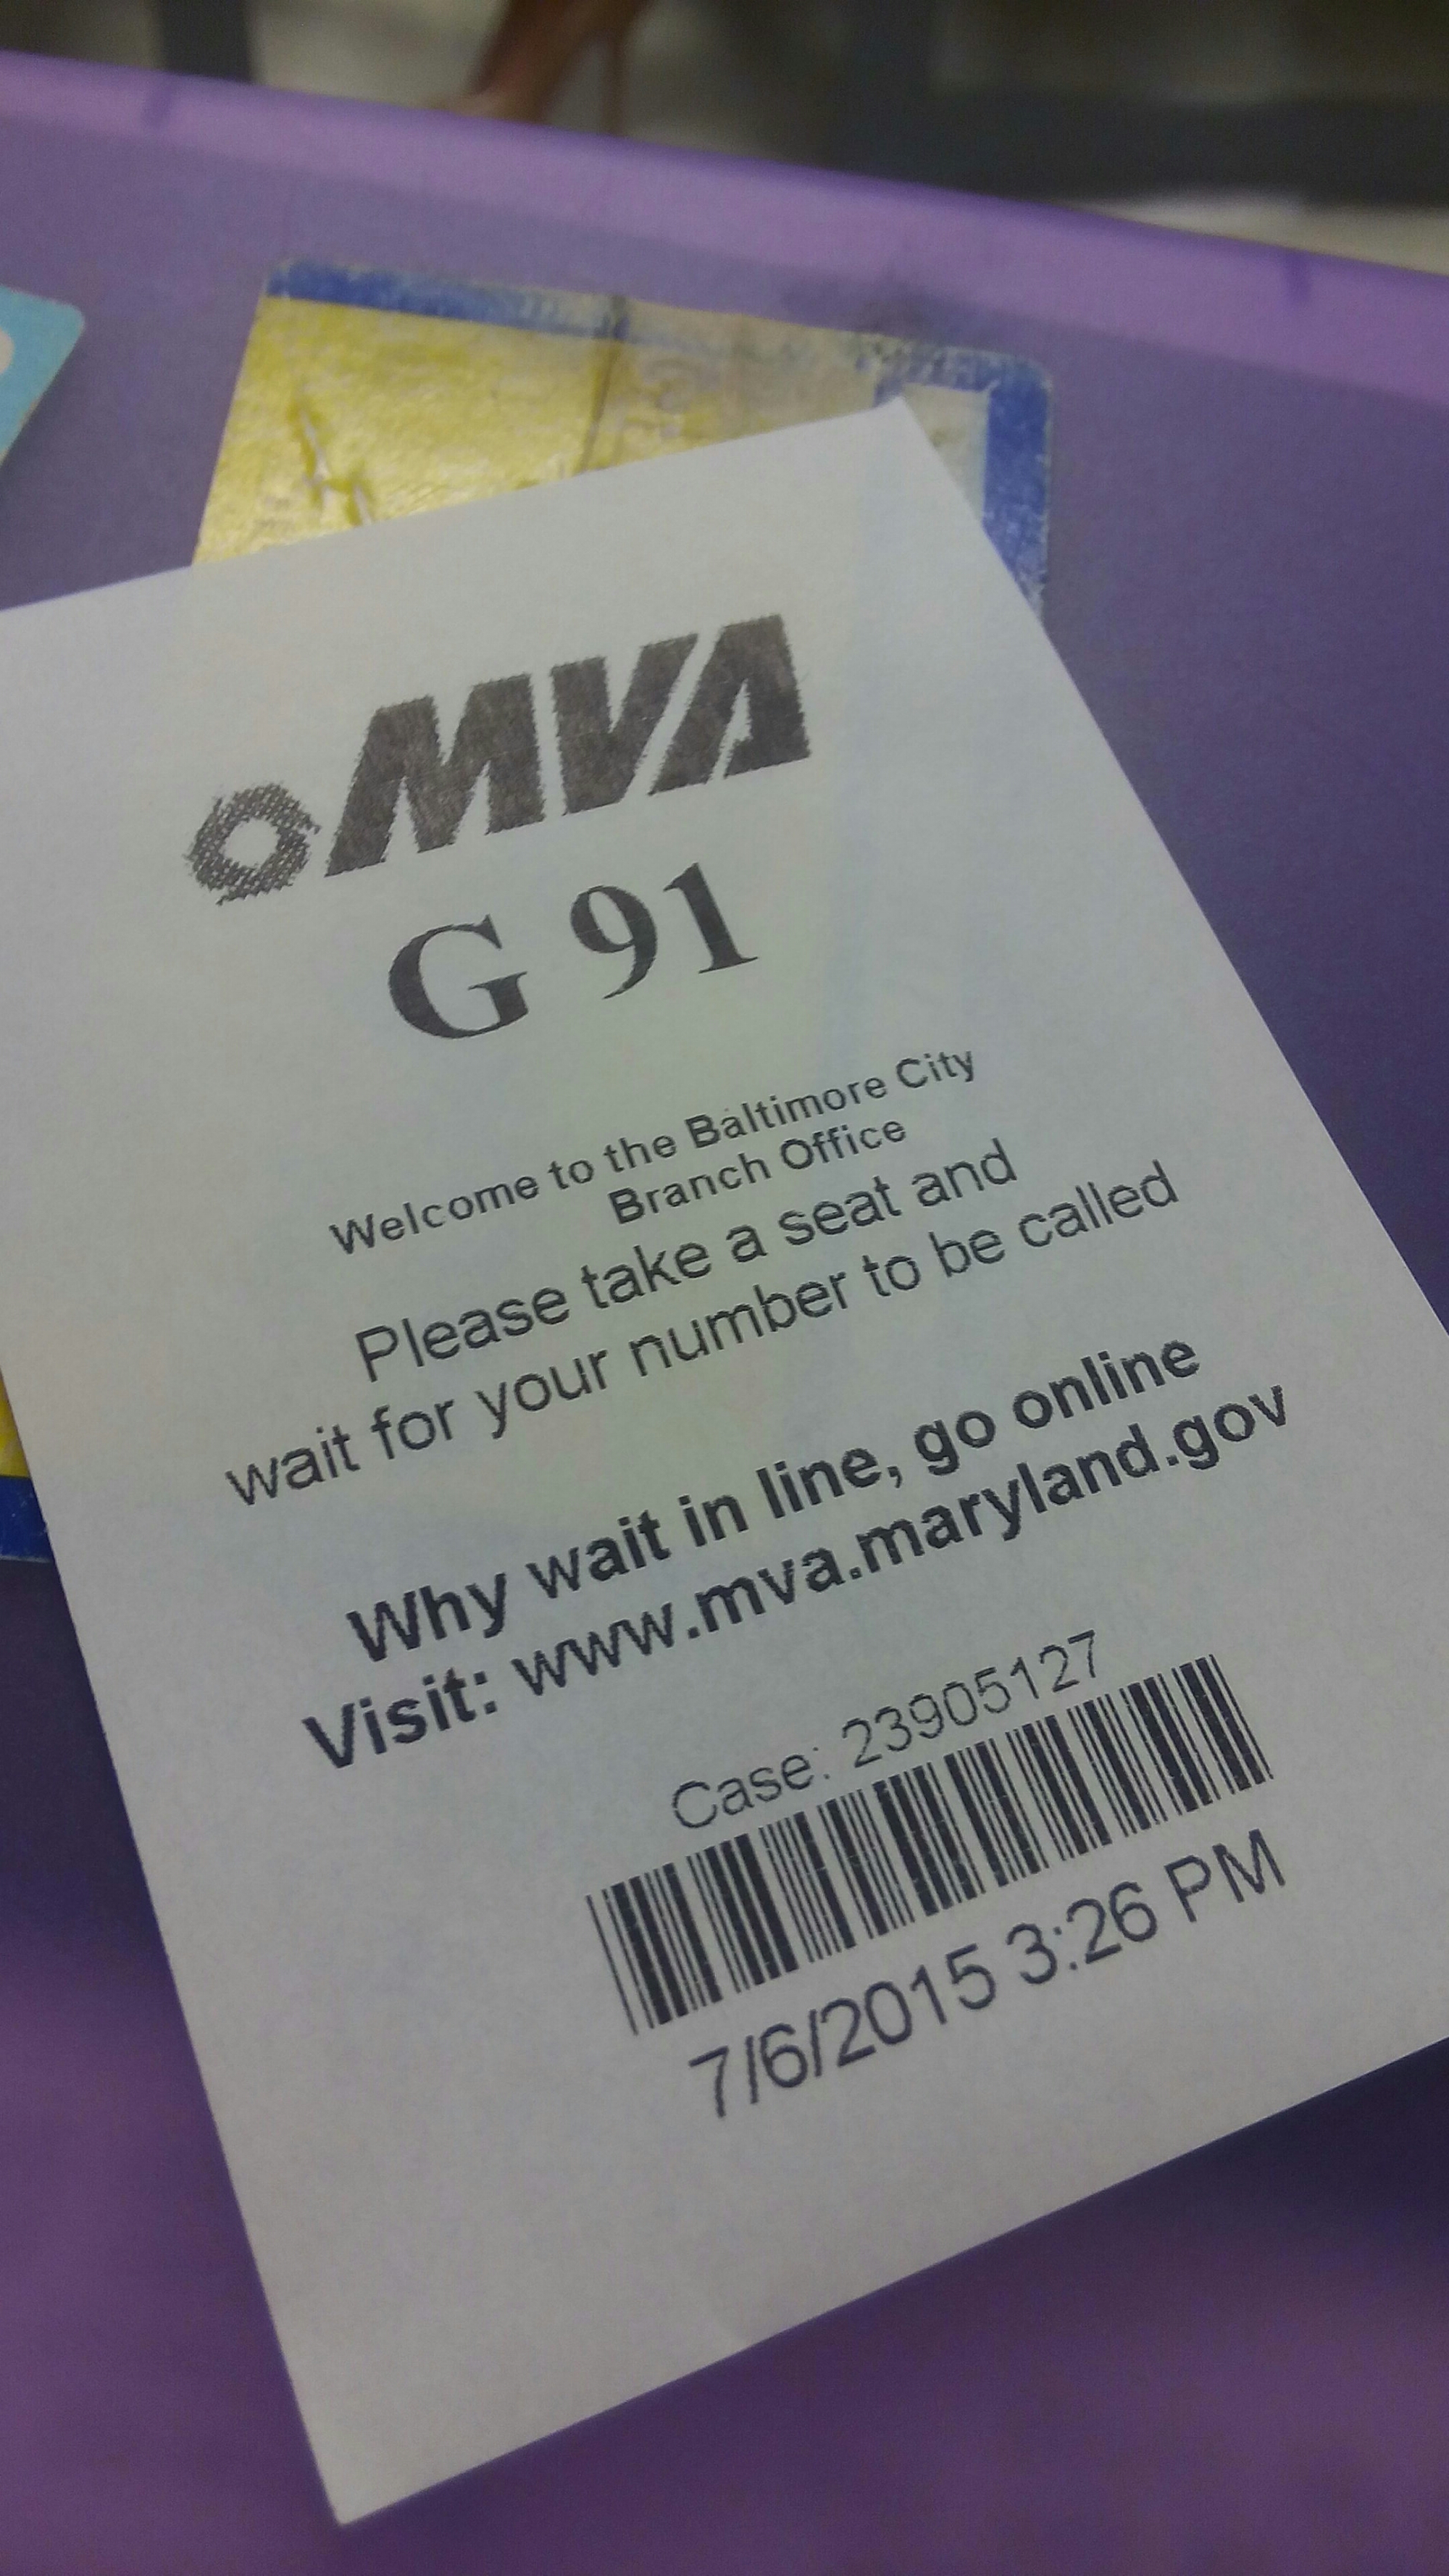 MVA
G 91
Welcome to the Baltimore City
Branch Office
Please take a seat and
wait for your number to be called
Why wait in line, go online
Visit: www.mva.maryland.gov
Case: 23905127
7/6/2015 3:26 PM